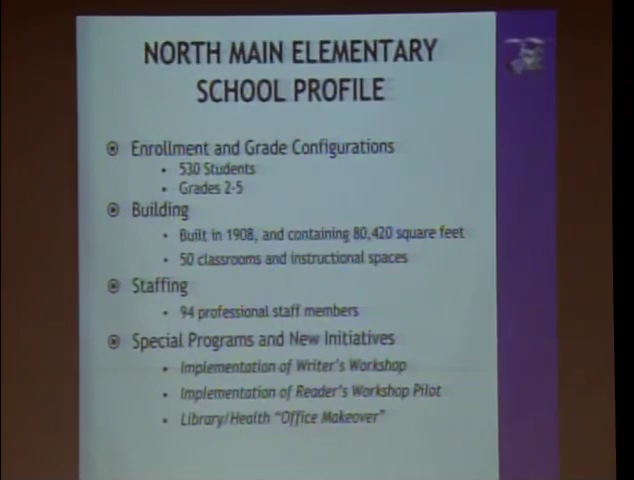 NORTH MAIN ELEMENTARY
SCHOOL PROFILE
Enrollment and Grade Configurations
530 Students
Grades 2-5
Building
Built in 1908, and containing 80,420 square feet
50 classrooms and instructional spaces
Staffing
94 professional staff members
Special Programs and New Initiatives
Implementation of Writer's Workshop
Implementation of Reader's Workshop Pilot
Library/Health "Office Makeover"